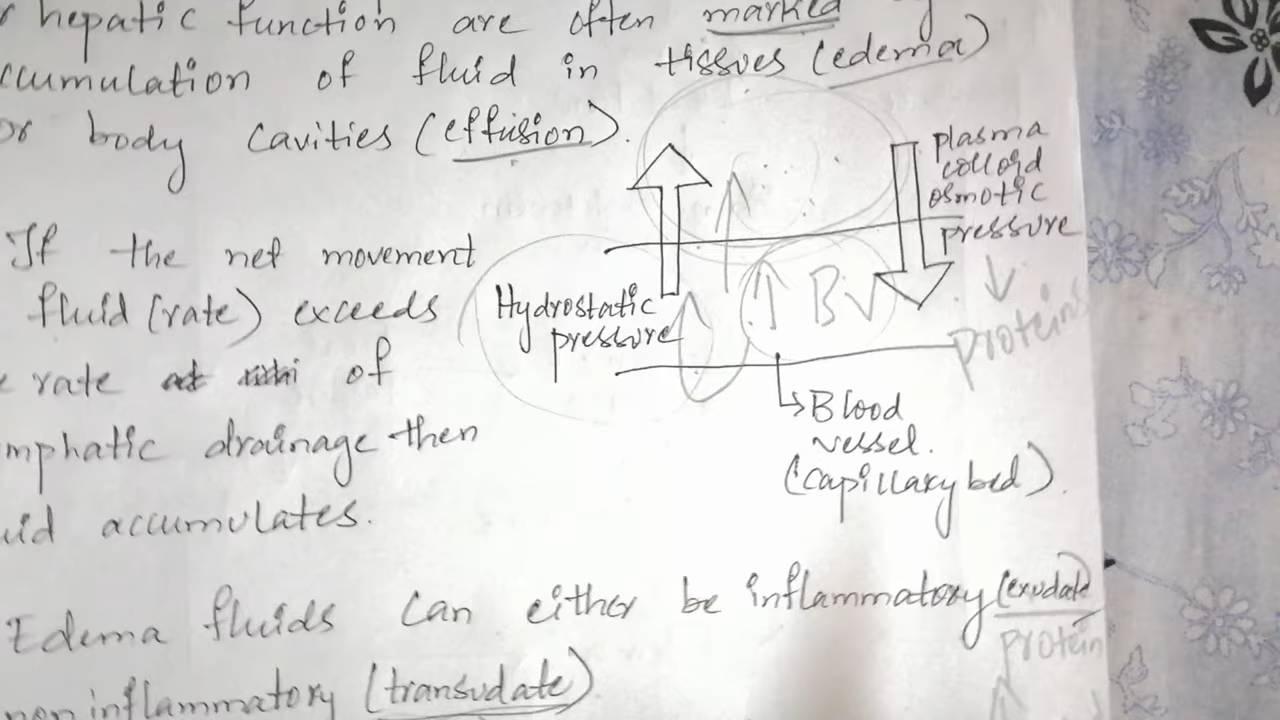 r hepatic function are often marked y
ccumulation of fluid in tissues (edema)
or body cavities (effusion).
If the net movement
fluid (rate) exceeds
e rate at of
mphatic drainage then
uid accumulates.
plasma
colloid
osmotic
pressure
proteins
Hydrostatic
pressure
BV
Blood
vessel.
(capillary bed).
Edema fluids can either be inflammatory (exudate)
protein
non inflammatory (transudate)